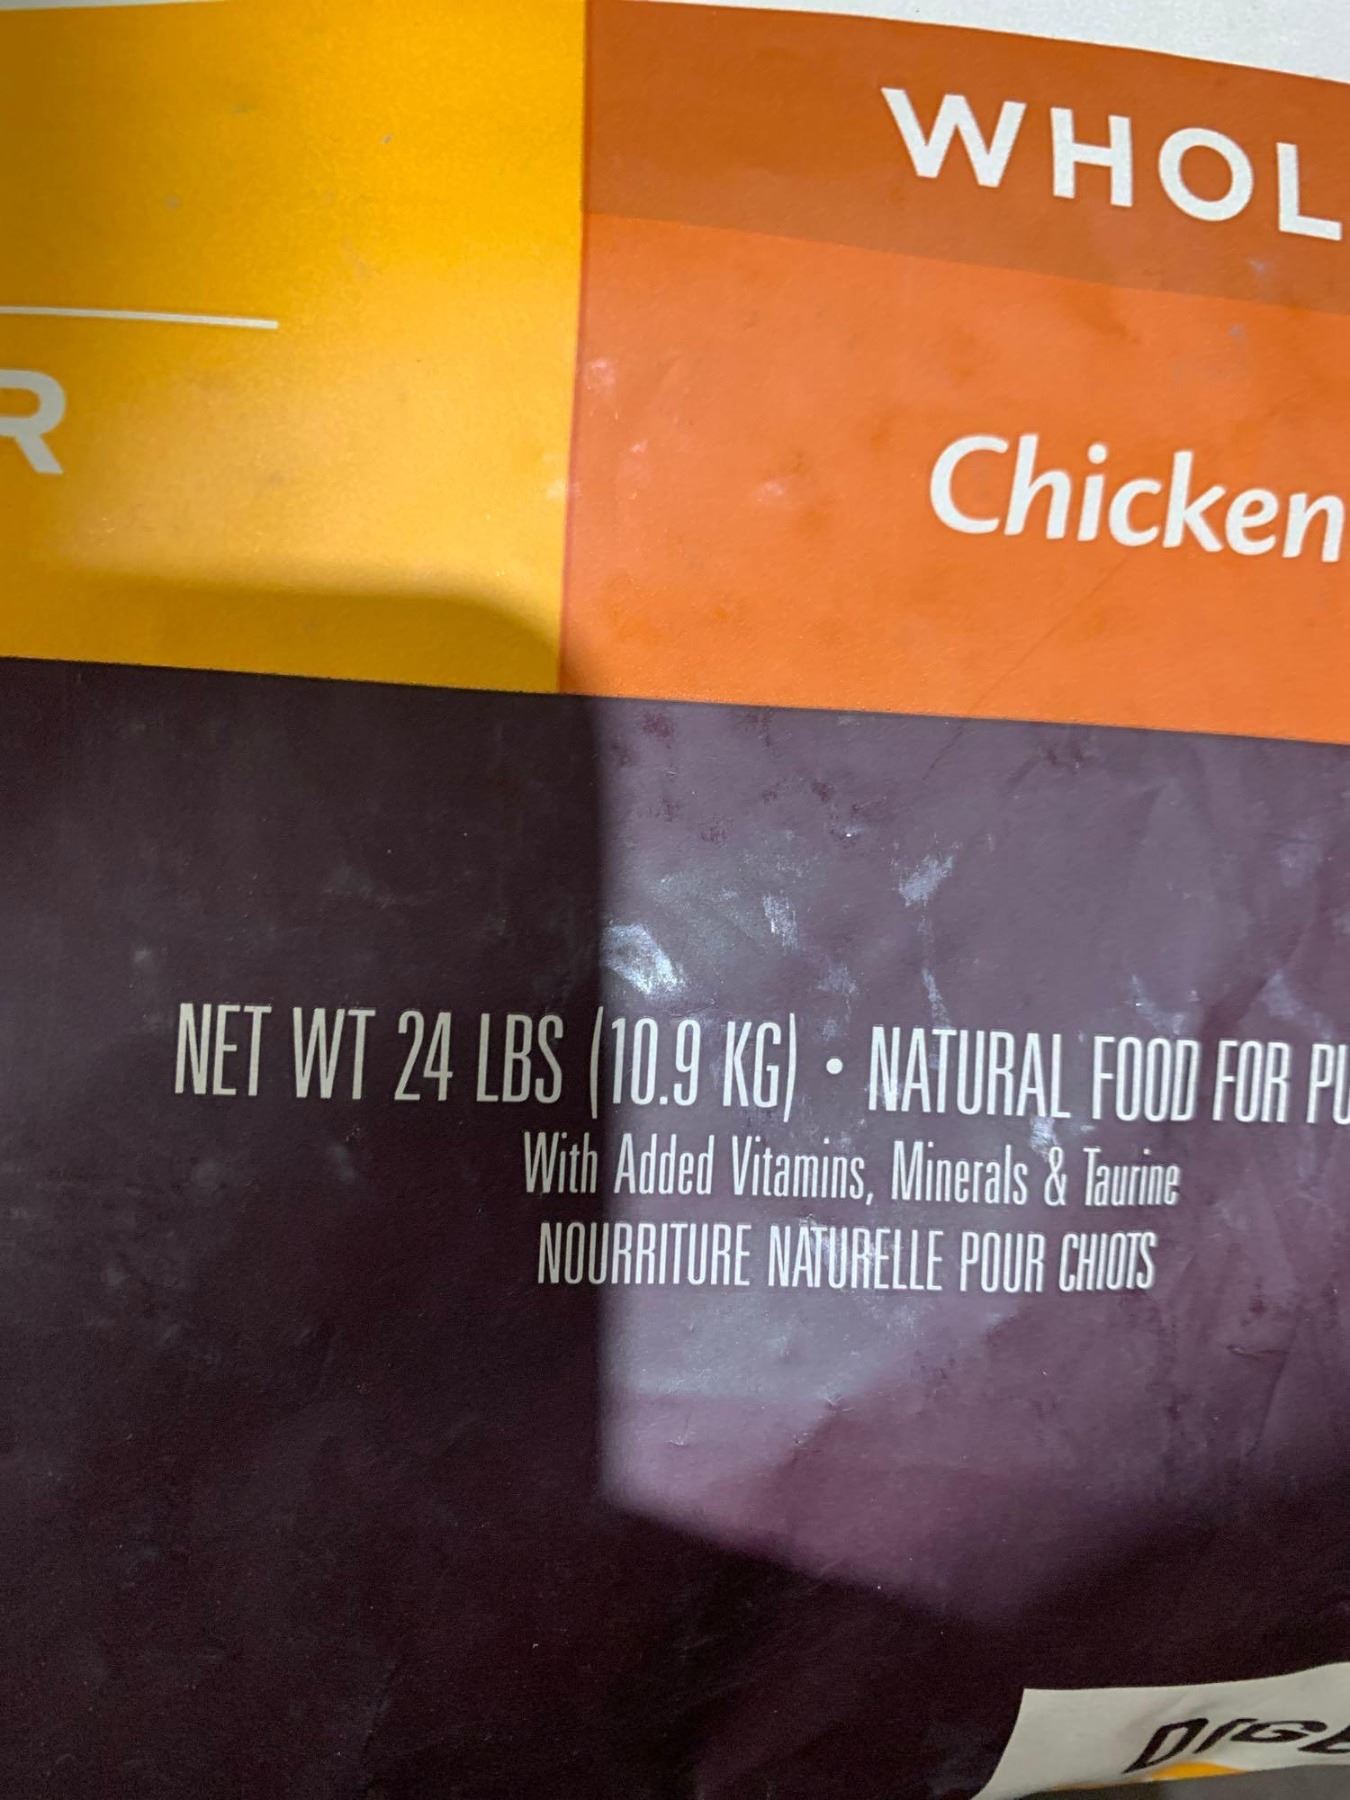 WHOL
R
Chicken
NET WT 24 LBS (10.9 KG) • NATURAL FOOD FOR PU
With Added Vitamins, Minerals & Taurine
NOURRITURE NATURELLE POUR CHIOTS
DIGE